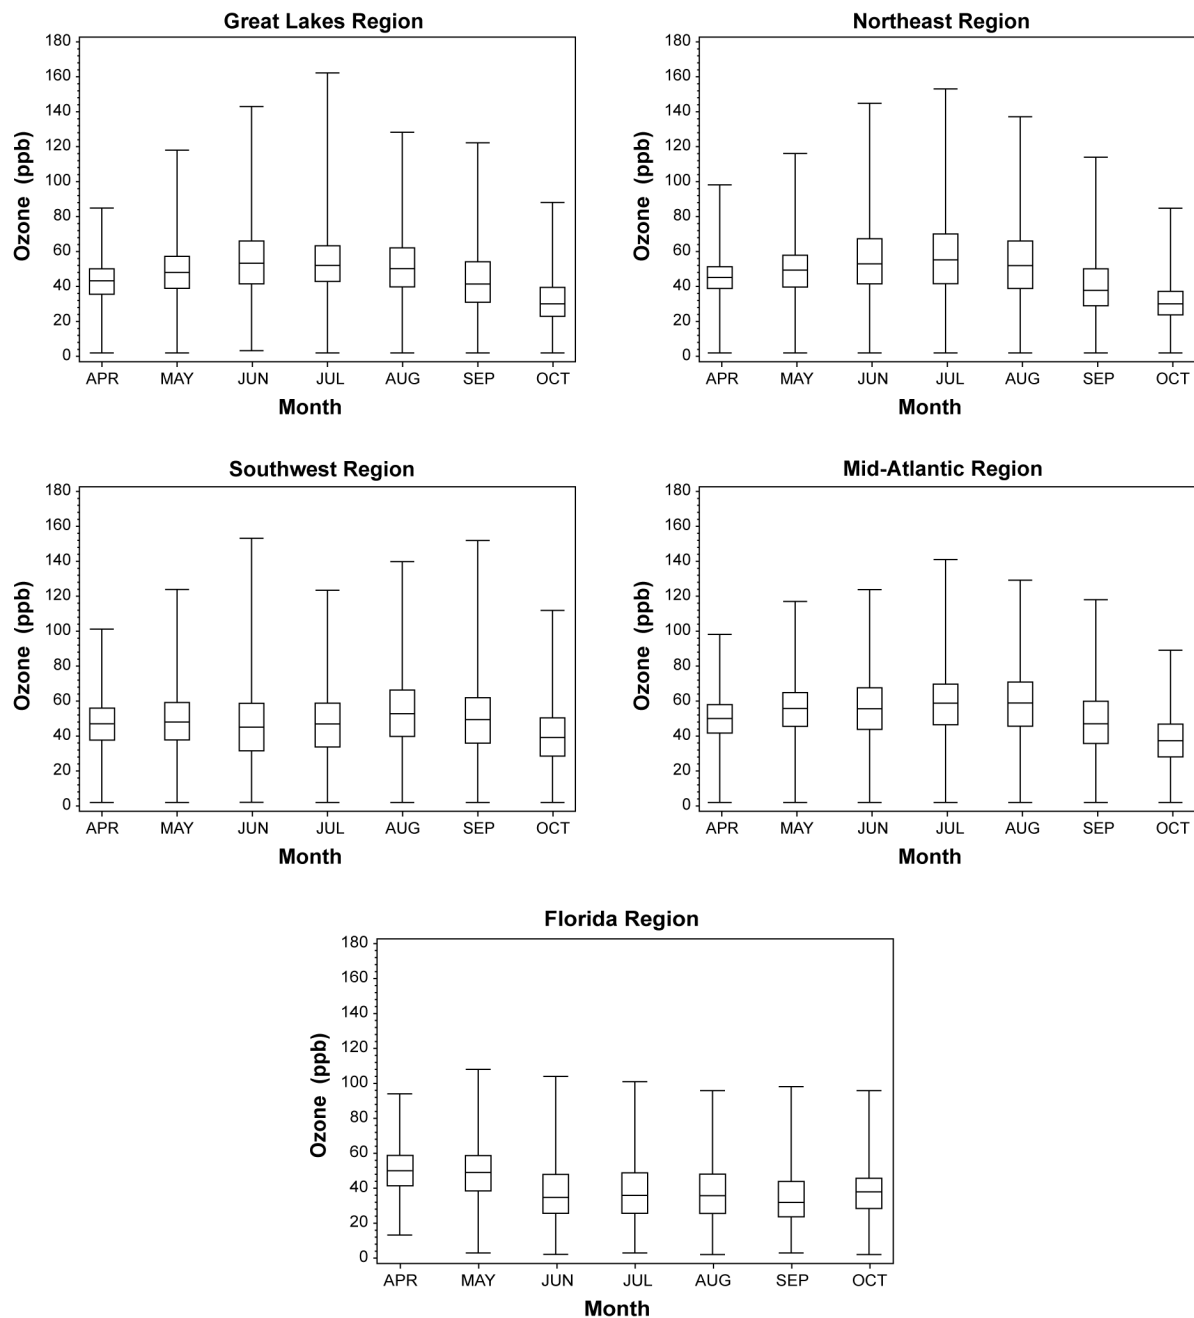 Great Lakes Region
Ozone (ppb)
180
160
140
120
100
80
60
40
20
0
APR MAY JUN JUL AUG SEP OCT
Month
Northeast Region
Ozone (ppb)
180
160
140
120
100
80
60
40
20
0
APR MAY JUN JUL AUG SEP OCT
Month
Southwest Region
Ozone (ppb)
180
160
140
120
100
80
60
40
20
0
APR MAY JUN JUL AUG SEP OCT
Month
Mid-Atlantic Region
Ozone (ppb)
180
160
140
120
100
80
60
40
20
0
APR MAY JUN JUL AUG SEP OCT
Month
Florida Region
Ozone (ppb)
180
160
140
120
100
80
60
40
20
0
APR MAY JUN JUL AUG SEP OCT
Month